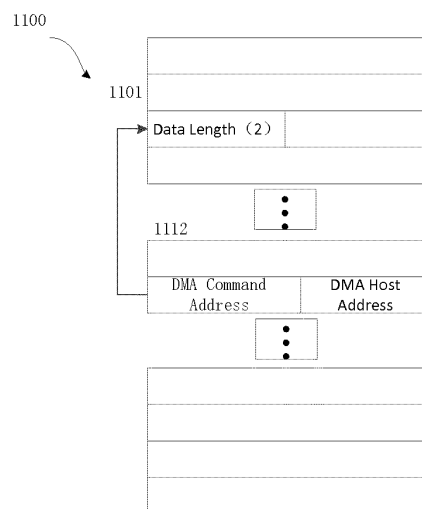 1100
1101
Data Length（2）
1112
DMA Command
Address
DMA Host
Address